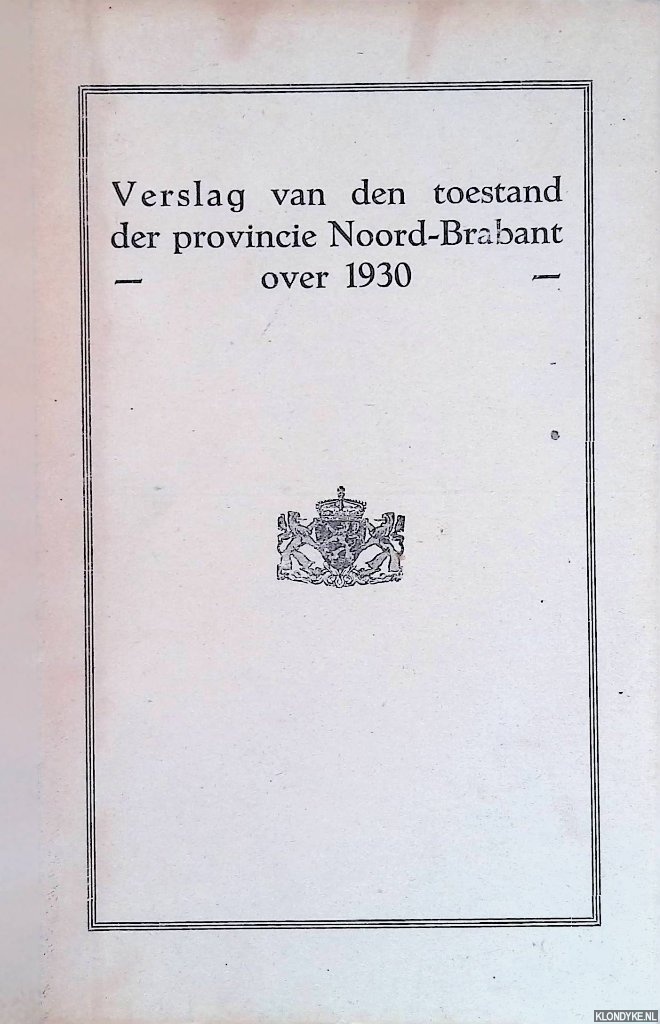 Verslag van den toestand
der provincie Noord-Brabant
— over 1930 —
KLONDYKE.NL